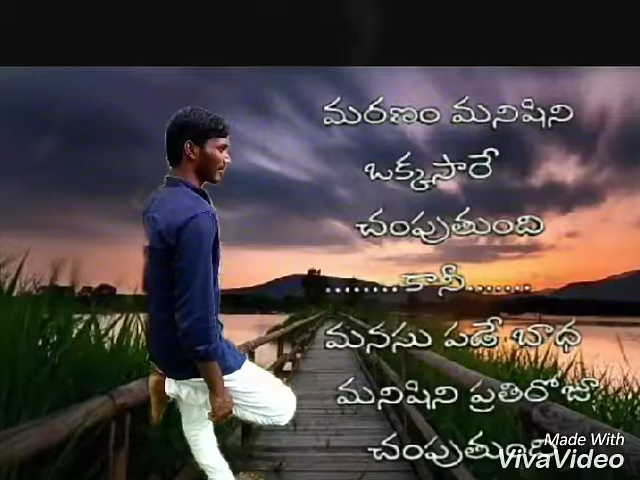 మరణం మనిషిని
ఒక్కసారే
చంపుతుంది
........కానీ.......
మనసు పడే బాధ
మనిషిని ప్రతిరోజూ
చంపుతుంది
Made With
VivaVideo